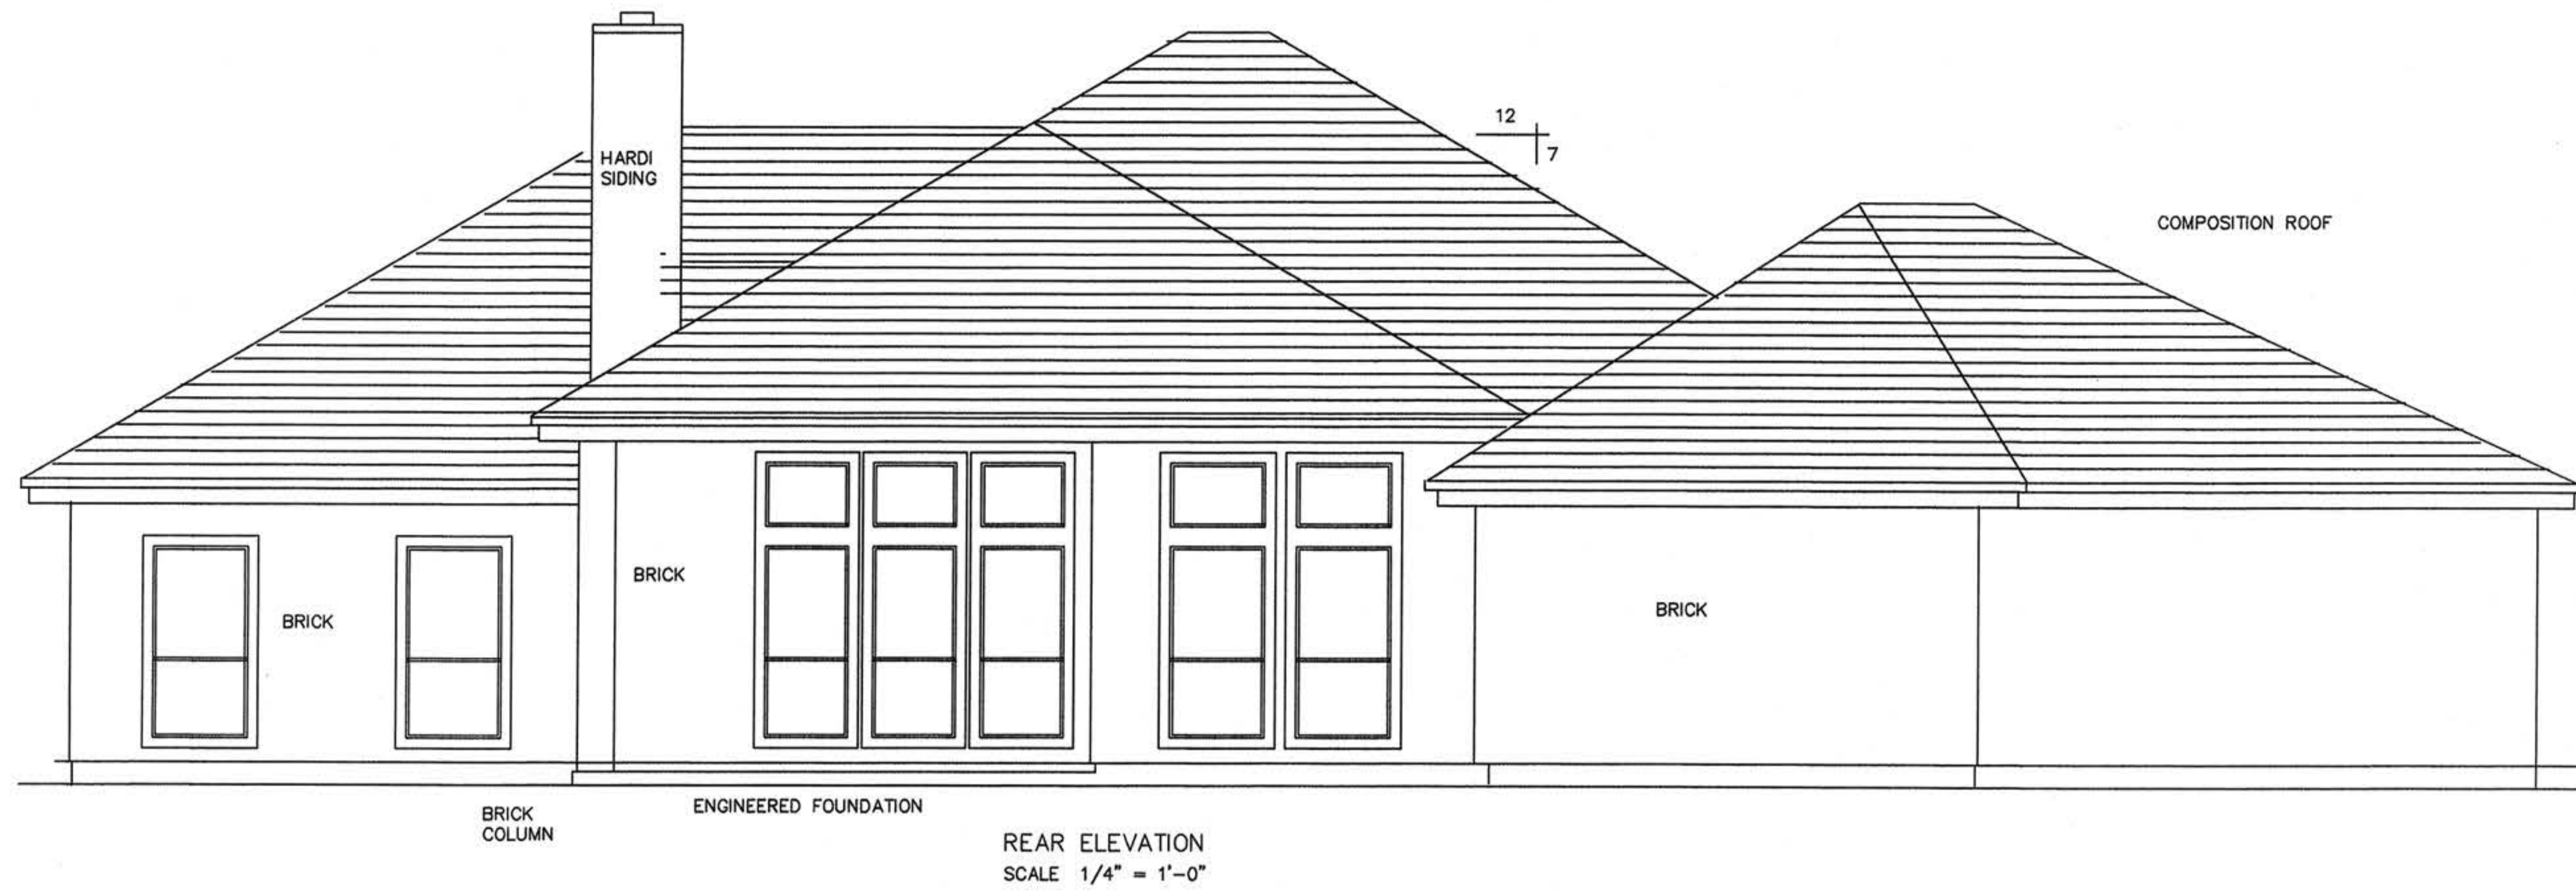 12
7
HARDI
SIDING
COMPOSITION ROOF
BRICK
BRICK
BRICK
ENGINEERED FOUNDATION
BRICK
COLUMN
REAR ELEVATION
SCALE 1/4" = 1'-0"